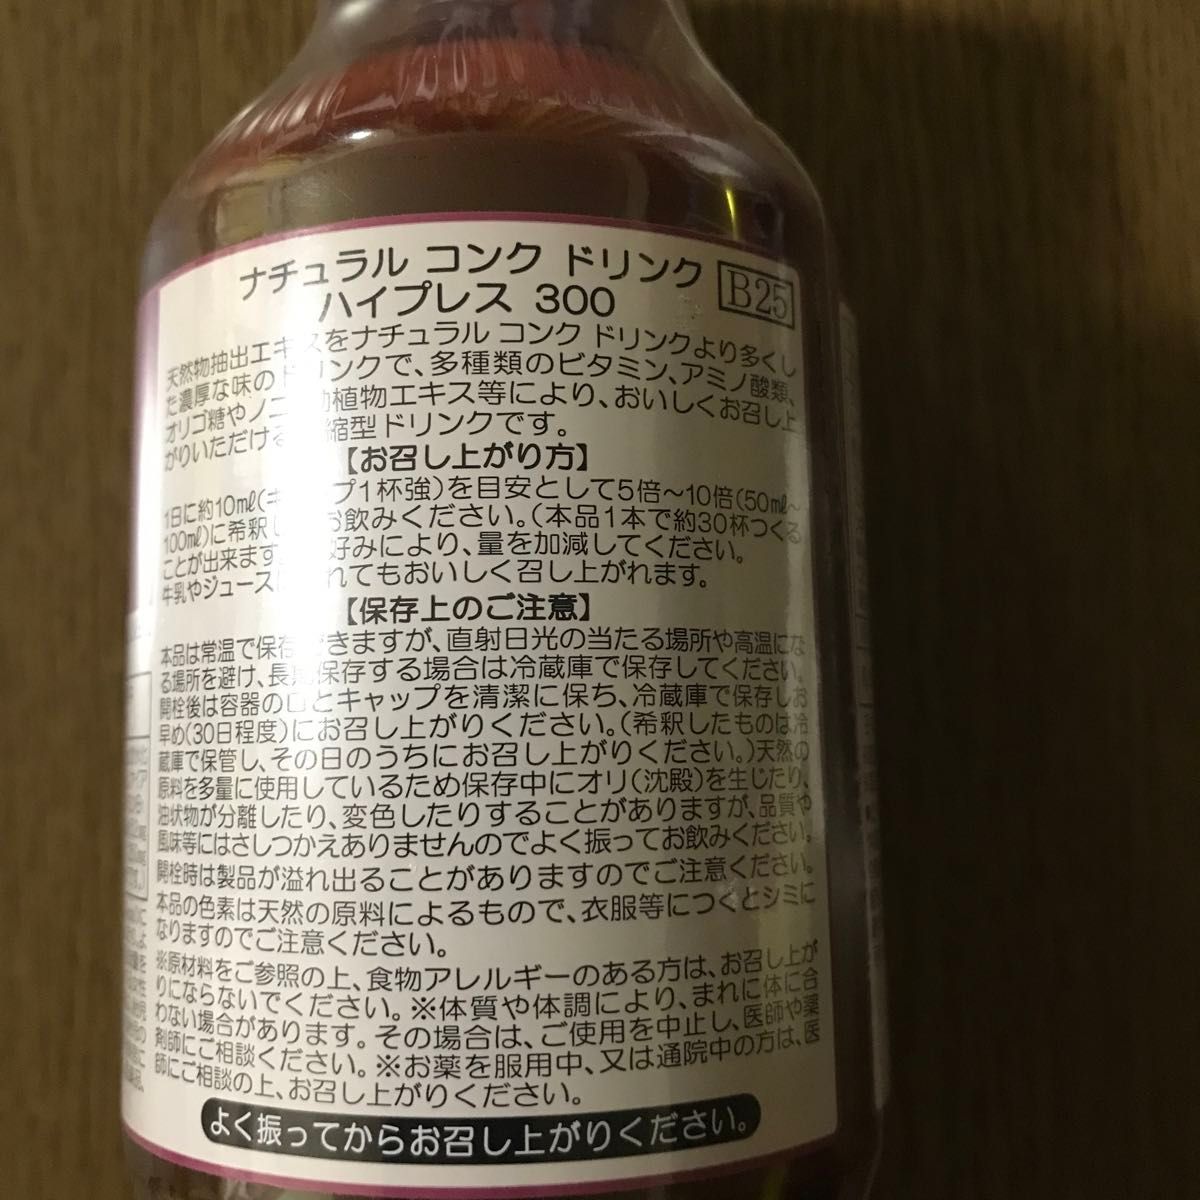 ナチュラル コンク ドリンク B25
ハイプレス 300
天然物抽出エキスをナチュラル コンク ドリンクより多くし
た濃厚な味のドリンクで、多種類のビタミン、アミノ酸類、
オリゴ糖やノニ 動植物エキス等により、おいしくお召し上
がりいただける 縮型ドリンクです。
【お召し上がり方】
1日に約10㎖(キ プ1杯強)を目安として5倍～10倍(50㎖～
100㎖)に希釈し お飲みください。(本品1本で約30杯つくる
ことが出来ます 好みにより、量を加減してください。
牛乳やジュースに れてもおいしく召し上がれます。
【保存上のご注意】
本品は常温で保存できますが、直射日光の当たる場所や高温にな
る場所を避け、長期保存する場合は冷蔵庫で保存してください。
開栓後は容器の口とキャップを清潔に保ち、冷蔵庫で保存しお
早め(30日程度)にお召し上がりください。(希釈したものは冷
蔵庫で保管し、その日のうちにお召し上がりください。)天然の
原料を多量に使用しているため保存中にオリ(沈殿)を生じたり、
油状物が分離したり、変色したりすることがありますが、品質や
風味等にはさしつかえありませんのでよく振ってお飲みください。
開栓時は製品が溢れ出ることがありますのでご注意ください。
本品の色素は天然の原料によるもので、衣服等につくとシミに
なりますのでご注意ください。
※原材料をご参照の上、食物アレルギーのある方は、お召し上が
りにならないでください。※体質や体調により、まれに体に合
わない場合があります。その場合は、ご使用を中止し、医師や薬
剤師にご相談ください。※お薬を服用中、又は通院中の方は、医
師にご相談の上、お召し上がりください。
よく振ってからお召し上がりください。